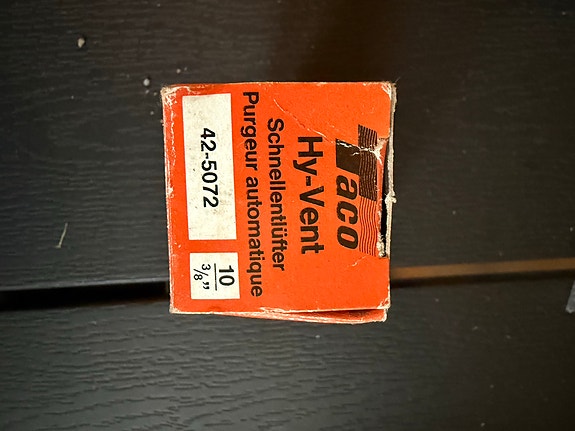 Taco
Hy-Vent
Schnellentlüfter
Purgeur automatique
42-5072
10
3/8”